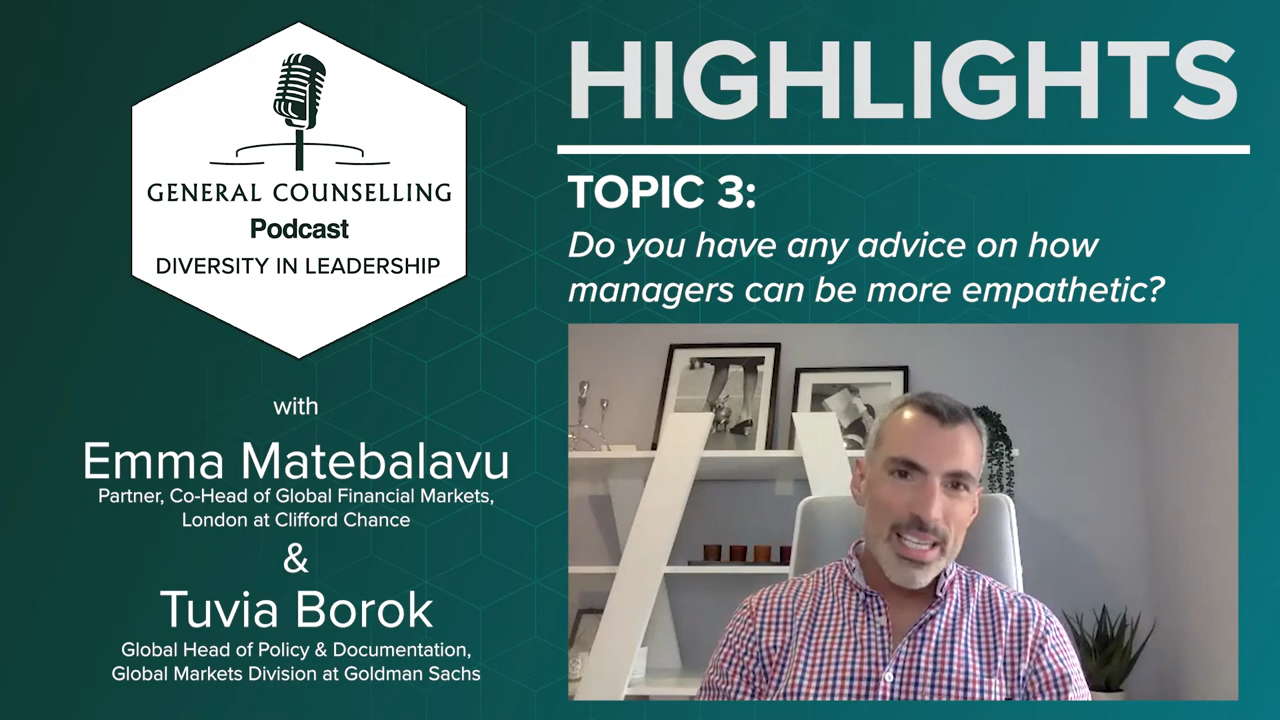 GENERAL COUNSELLING
Podcast
DIVERSITY IN LEADERSHIP
with
Emma Matebalavu
Partner, Co-Head of Global Financial Markets,
London at Clifford Chance
&
Tuvia Borok
Global Head of Policy & Documentation,
Global Markets Division at Goldman Sachs
HIGHLIGHTS
TOPIC 3:
Do you have any advice on how
managers can be more empathetic?